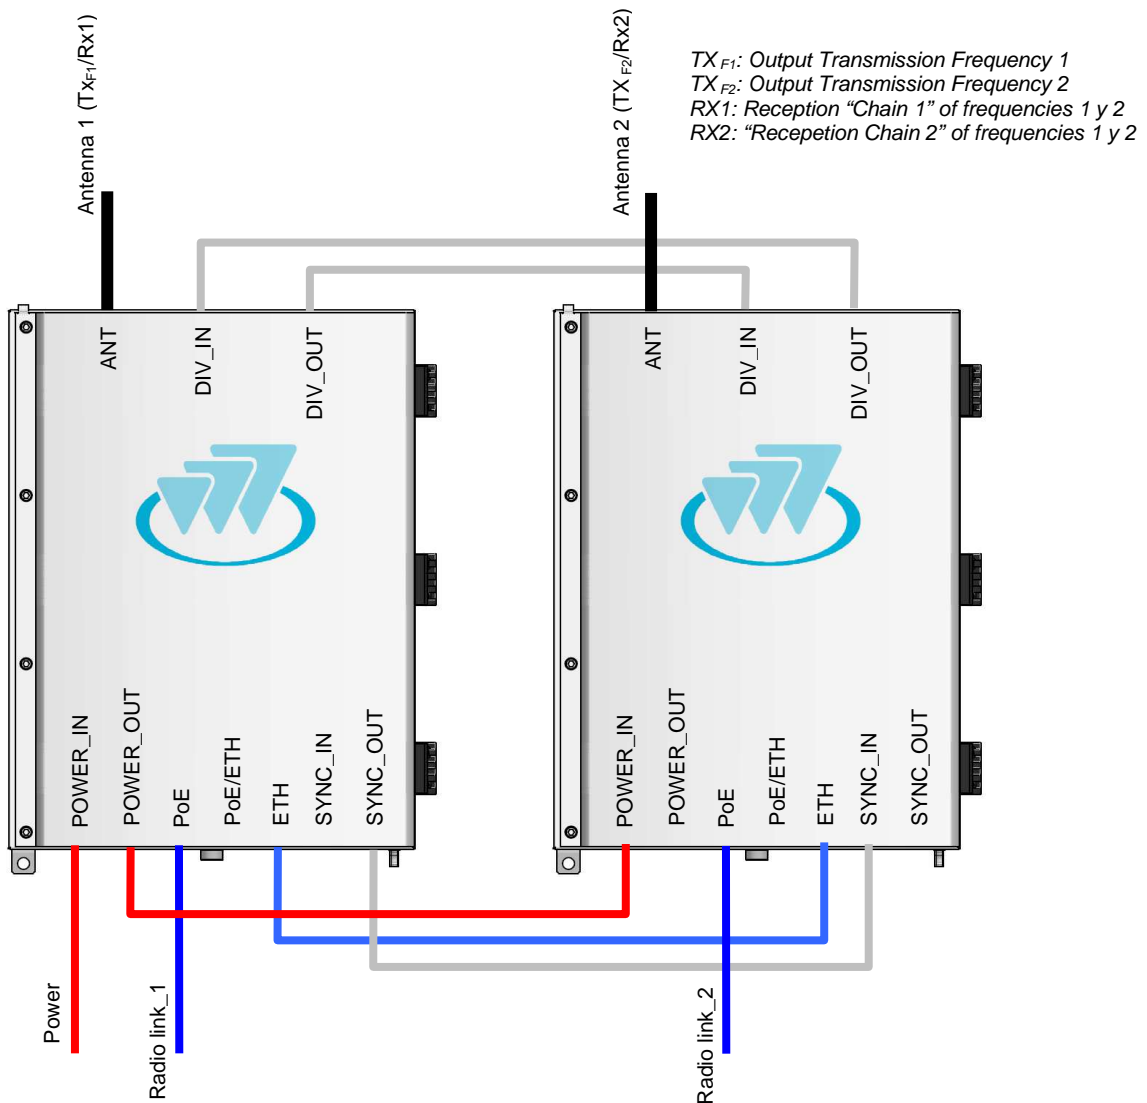 Antenna 1 (TxF1/Rx1)
Antenna 2 (TX F2/Rx2)
TX F1: Output Transmission Frequency 1
TX F2: Output Transmission Frequency 2
RX1: Reception “Chain 1” of frequencies 1 y 2
RX2: “Recepetion Chain 2” of frequencies 1 y 2
ANT
DIV_IN
DIV_OUT
ANT
DIV_IN
DIV_OUT
POWER_IN
POWER_OUT
PoE
PoE/ETH
ETH
SYNC_IN
SYNC_OUT
POWER_IN
POWER_OUT
PoE
PoE/ETH
ETH
SYNC_IN
SYNC_OUT
Power
Radio link_1
Radio link_2